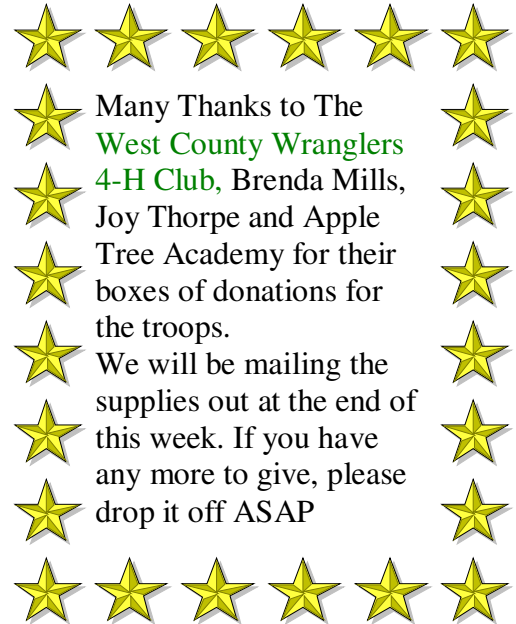 Many Thanks to The
West County Wranglers
4-H Club, Brenda Mills,
Joy Thorpe and Apple
Tree Academy for their
boxes of donations for
the troops.
We will be mailing the
supplies out at the end of
this week. If you have
any more to give, please
drop it off ASAP